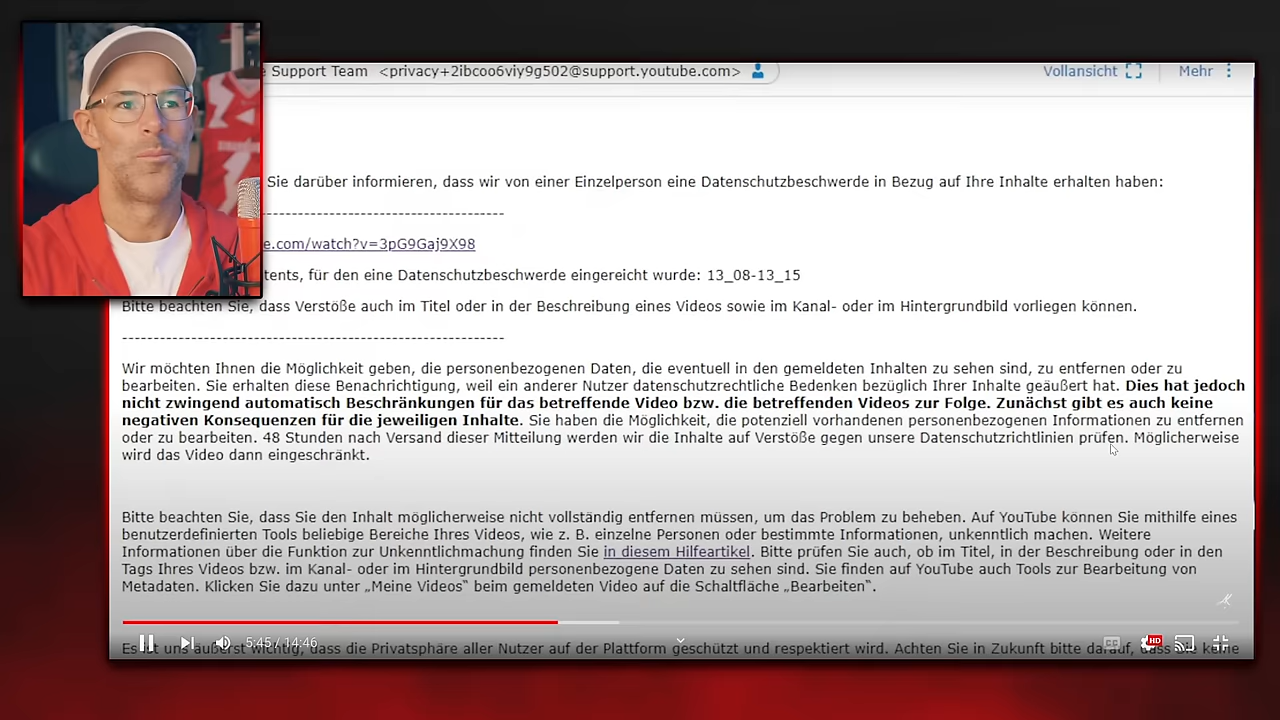 e Support Team <privacy+2ibcoo6viy9g502@support.youtube.com>
Vollansicht
Mehr
Sie darüber informieren, dass wir von einer Einzelperson eine Datenschutzbeschwerde in Bezug auf Ihre Inhalte erhalten haben:
---------------------------------------
e.com/watch?v=3pG9Gaj9X98
tents, für den eine Datenschutzbeschwerde eingereicht wurde: 13_08-13_15
Bitte beachten Sie, dass Verstöße auch im Titel oder in der Beschreibung eines Videos sowie im Kanal- oder im Hintergrundbild vorliegen können.
-------------------------------------------------------------
Wir möchten Ihnen die Möglichkeit geben, die personenbezogenen Daten, die eventuell in den gemeldeten Inhalten zu sehen sind, zu entfernen oder zu
bearbeiten. Sie erhalten diese Benachrichtigung, weil ein anderer Nutzer datenschutzrechtliche Bedenken bezüglich Ihrer Inhalte geäußert hat. Dies hat jedoch
nicht zwingend automatisch Beschränkungen für das betreffende Video bzw. die betreffenden Videos zur Folge. Zunächst gibt es auch keine
negativen Konsequenzen für die jeweiligen Inhalte. Sie haben die Möglichkeit, die potenziell vorhandenen personenbezogenen Informationen zu entfernen
oder zu bearbeiten. 48 Stunden nach Versand dieser Mitteilung werden wir die Inhalte auf Verstöße gegen unsere Datenschutzrichtlinien prüfen. Möglicherweise
wird das Video dann eingeschränkt.
Bitte beachten Sie, dass Sie den Inhalt möglicherweise nicht vollständig entfernen müssen, um das Problem zu beheben. Auf YouTube können Sie mithilfe eines
benutzerdefinierten Tools beliebige Bereiche Ihres Videos, wie z. B. einzelne Personen oder bestimmte Informationen, unkenntlich machen. Weitere
Informationen über die Funktion zur Unkenntlichmachung finden Sie in diesem Hilfeartikel. Bitte prüfen Sie auch, ob im Titel, in der Beschreibung oder in den
Tags Ihres Videos bzw. im Kanal- oder im Hintergrundbild personenbezogene Daten zu sehen sind. Sie finden auf YouTube auch Tools zur Bearbeitung von
Metadaten. Klicken Sie dazu unter „Meine Videos“ beim gemeldeten Video auf die Schaltfläche „Bearbeiten“.
5:45 / 14:46
CC
HD
Es ist uns äußerst wichtig, dass die Privatsphäre aller Nutzer auf der Plattform geschützt und respektiert wird. Achten Sie in Zukunft bitte darauf, dass Sie keine